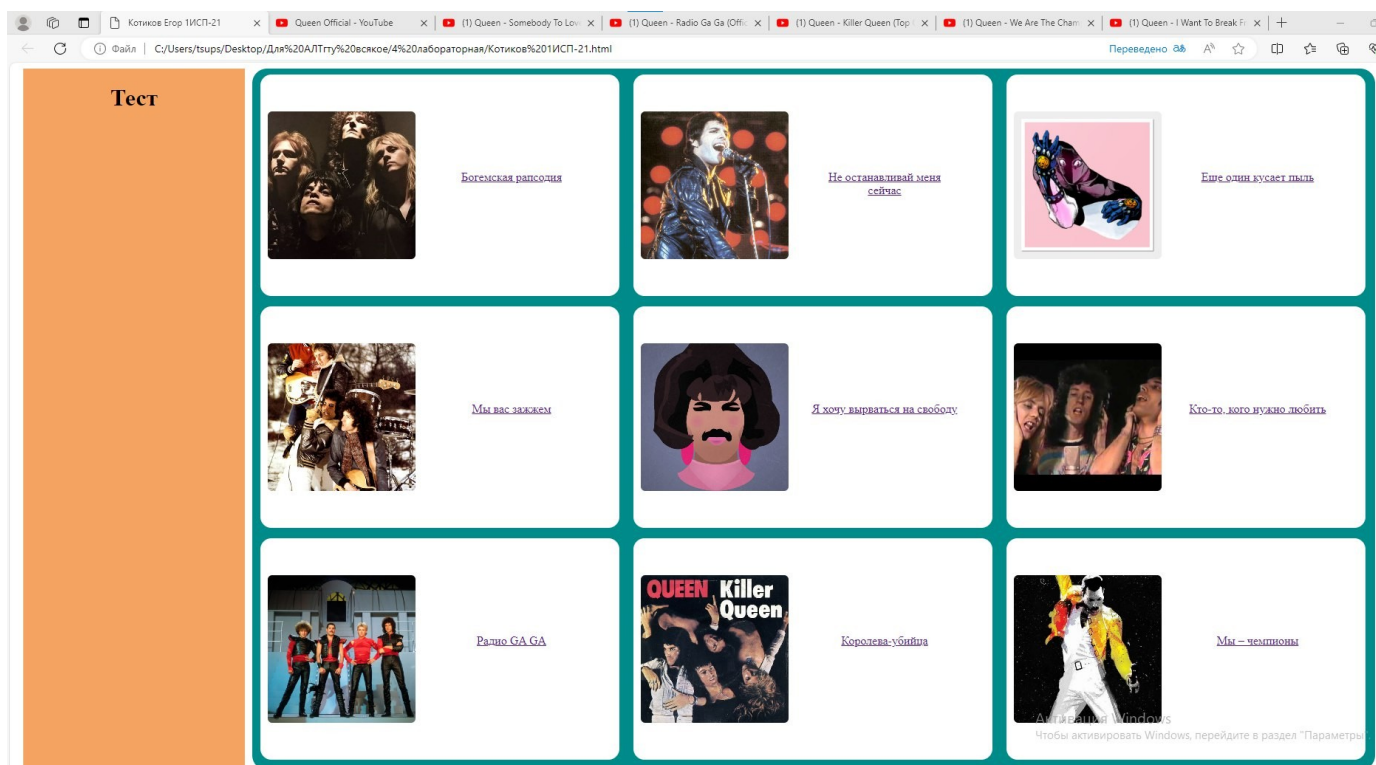 Котиков Егор 1ИСП-21
Queen Official - YouTube
(1) Queen - Somebody To Lov
(1) Queen - Radio Ga Ga (Offic
(1) Queen - Killer Queen (Top
(1) Queen - We Are The Cham
(1) Queen - I Want To Break Fr
Файл
C:/Users/tsups/Desktop/Для%20АЛТгту%20всякое/4%20лабораторная/Котиков%201ИСП-21.html
Переведено
Тест
Богемская рапсодия
Не останавливай меня
сейчас
Еще один кусает пыль
Мы вас зажжем
Я хочу вырваться на свободу
Кто-то, кого нужно любить
Радио GA GA
QUEEN Killer
Queen
Королева-убийца
Мы – чемпионы
Активация Windows
Чтобы активировать Windows, перейдите в раздел "Параметры".